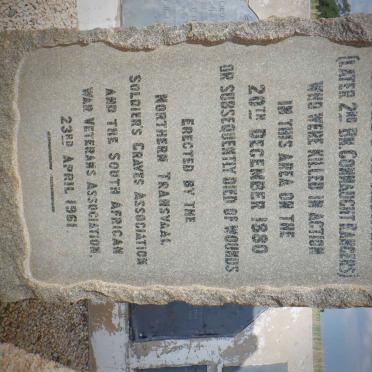 (LATER 2ND BN. CONNAUGHT RANGERS)
WHO WERE KILLED IN ACTION
IN THIS AREA ON THE
20TH DECEMBER 1880
OR SUBSEQUENTLY DIED OF WOUNDS
ERECTED BY THE
NORTHERN TRANSVAAL
SOLDIER'S GRAVES ASSOCIATION
AND THE SOUTH AFRICAN
WAR VETERANS ASSOCIATION.
23RD APRIL 1961.